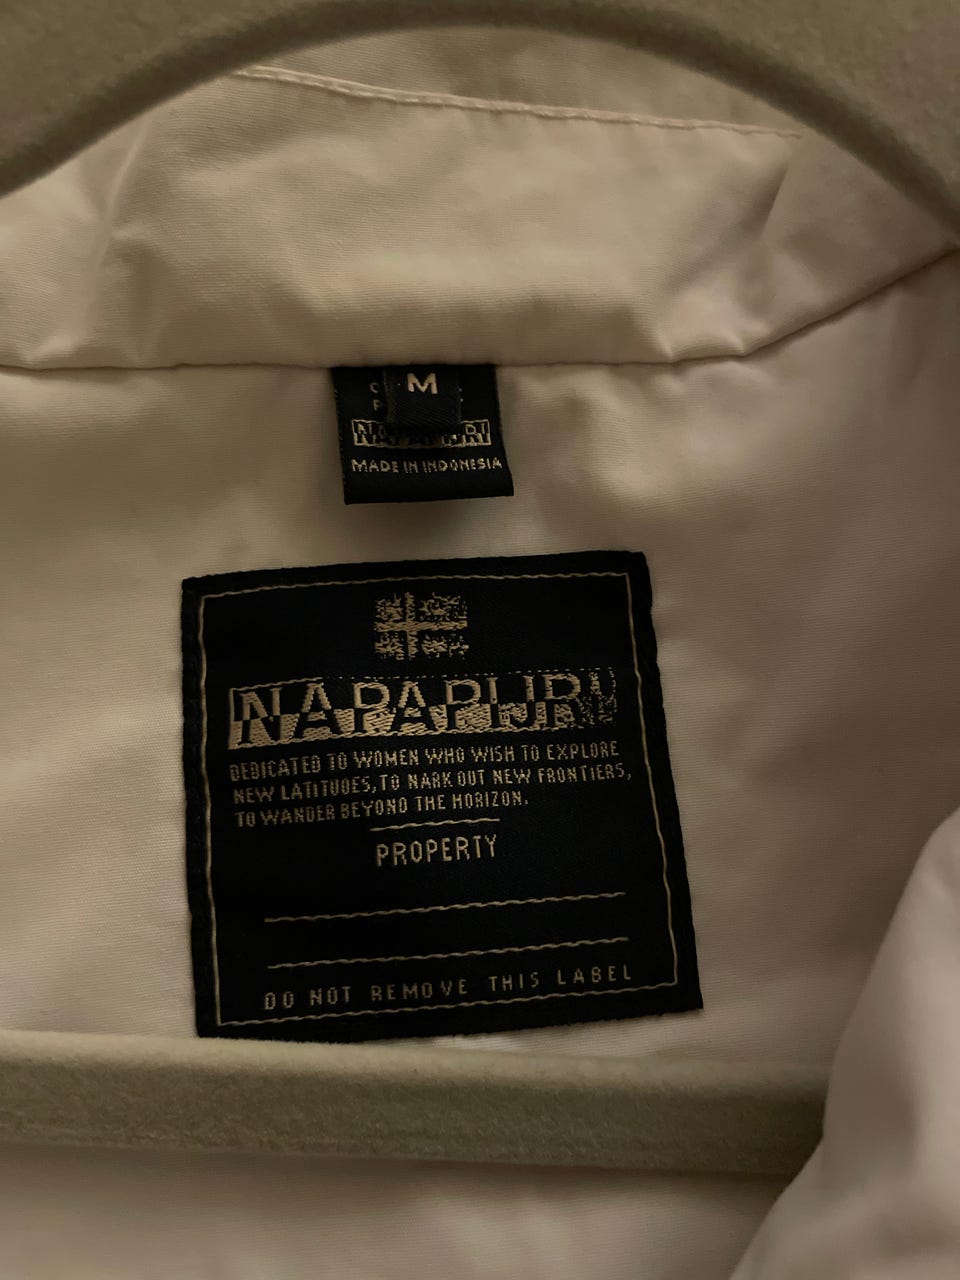 M
NAPAPIJRI
MADE IN INDONESIA
NAPAPIJRI
DEDICATED TO WOMEN WHO WISH TO EXPLORE
NEW LATITUDES, TO NARK OUT NEW FRONTIERS,
TO WANDER BEYOND THE HORIZON.
PROPERTY
DO NOT REMOVE THIS LABEL